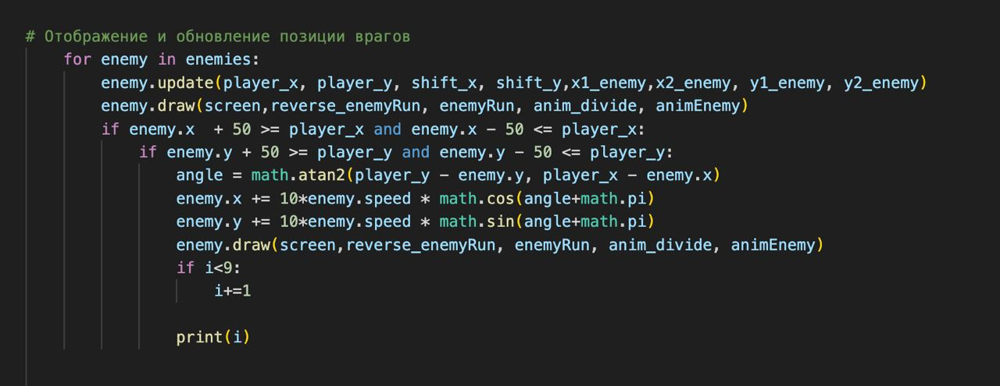 # Отображение и обновление позиции врагов
for enemy in enemies:
enemy.update(player_x, player_y, shift_x, shift_y,x1_enemy,x2_enemy, y1_enemy, y2_enemy)
enemy.draw(screen,reverse_enemyRun, enemyRun, anim_divide, animEnemy)
if enemy.x  + 50 >= player_x and enemy.x - 50 <= player_x:
if enemy.y + 50 >= player_y and enemy.y - 50 <= player_y:
angle = math.atan2(player_y - enemy.y, player_x - enemy.x)
enemy.x += 10*enemy.speed * math.cos(angle+math.pi)
enemy.y += 10*enemy.speed * math.sin(angle+math.pi)
enemy.draw(screen,reverse_enemyRun, enemyRun, anim_divide, animEnemy)
if i<9:
i+=1
print(i)